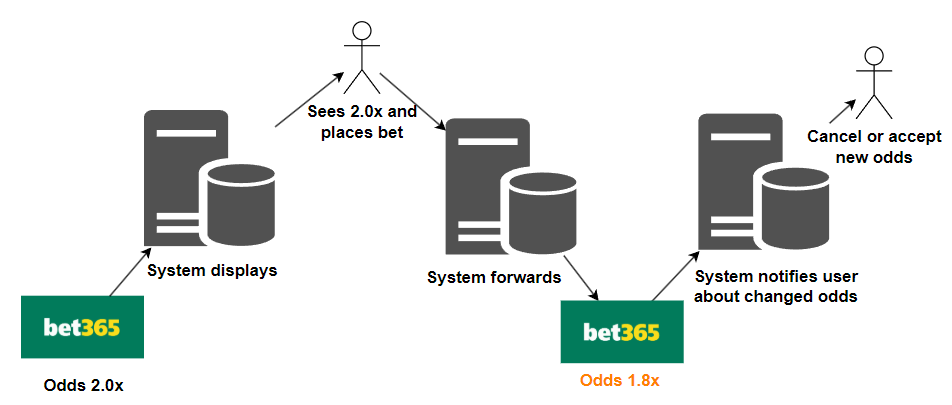 Sees 2.0x and
places bet
Cancel or accept
new odds
System displays
System forwards
System notifies user
about changed odds
bet365
bet365
Odds 2.0x
Odds 1.8x